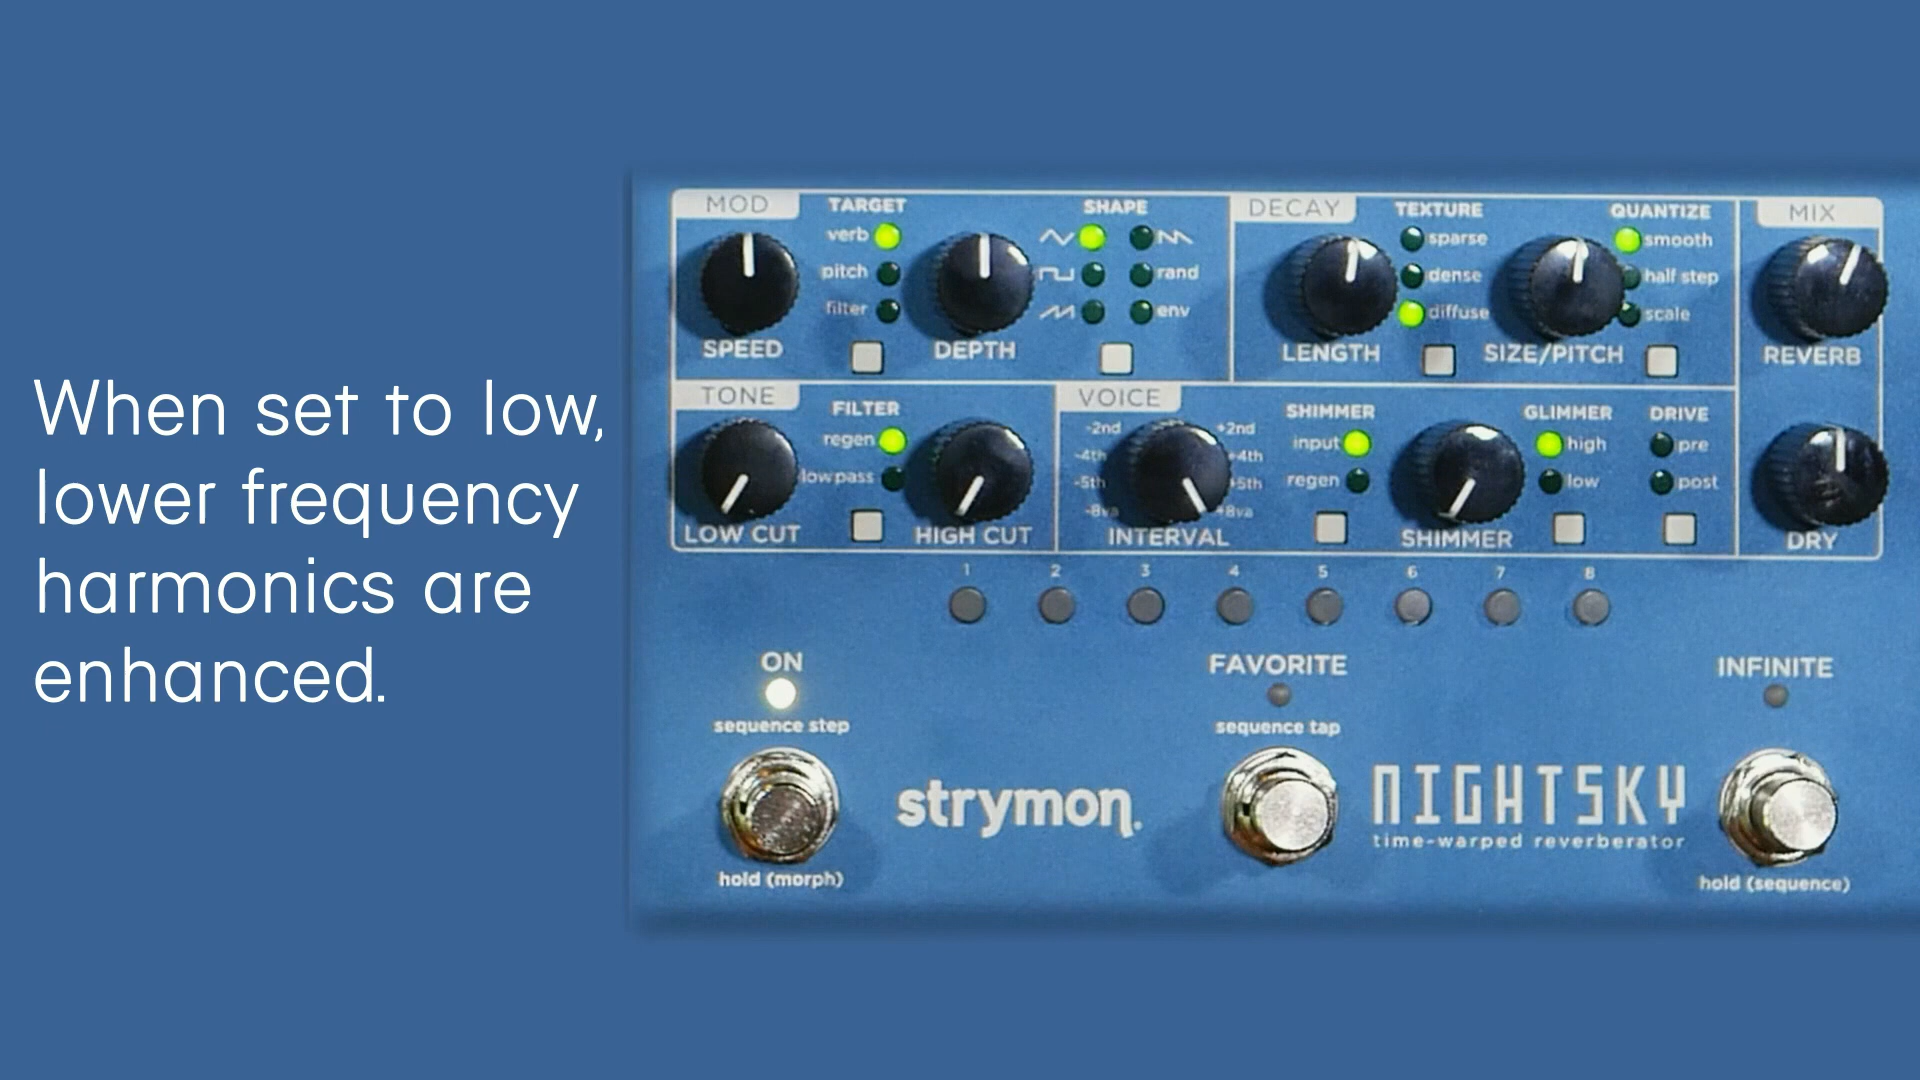 When set to low,
lower frequency
harmonics are
enhanced.
MOD
TARGET
SHAPE
DECAY
TEXTURE
QUANTIZE
MIX
verb
sparse
smooth
pitch
rand
dense
half step
filter
env
diffuse
scale
SPEED
DEPTH
LENGTH
SIZE/PITCH
REVERB
TONE
FILTER
VOICE
SHIMMER
GLIMMER
DRIVE
-2nd
+2nd
regen
input
high
pre
-4th
+4th
lowpass
-5th
+5th
regen
low
post
-8va
+8va
LOW CUT
HIGH CUT
INTERVAL
SHIMMER
DRY
1 2 3 4 5 6 7 8
ON
FAVORITE
INFINITE
sequence step
sequence tap
strymon.
NIGHTSKY
time-warped reverberator
hold (morph)
hold (sequence)